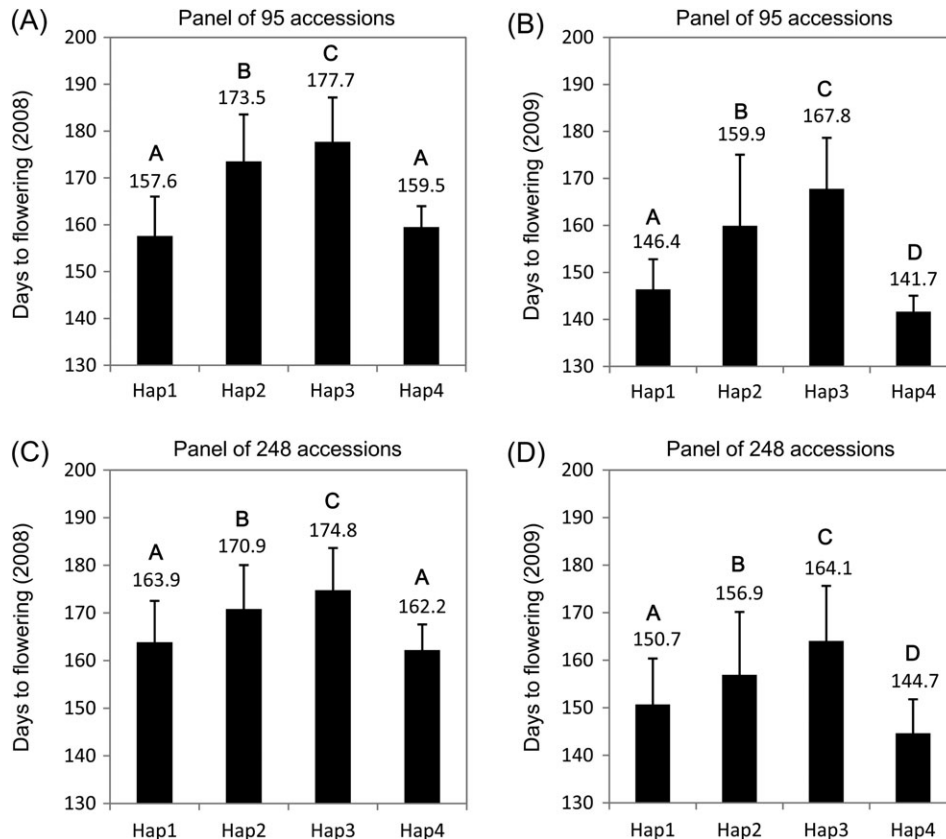 (A)
Panel of 95 accessions
Days to flowering (2008)
200
190
180
170
160
150
140
130
A
157.6
B
173.5
C
177.7
A
159.5
Hap1 Hap2 Hap3 Hap4
(B)
Panel of 95 accessions
Days to flowering (2009)
200
190
180
170
160
150
140
130
A
146.4
B
159.9
C
167.8
D
141.7
Hap1 Hap2 Hap3 Hap4
(C)
Panel of 248 accessions
Days to flowering (2008)
200
190
180
170
160
150
140
130
A
163.9
B
170.9
C
174.8
A
162.2
Hap1 Hap2 Hap3 Hap4
(D)
Panel of 248 accessions
Days to flowering (2009)
200
190
180
170
160
150
140
130
A
150.7
B
156.9
C
164.1
D
144.7
Hap1 Hap2 Hap3 Hap4